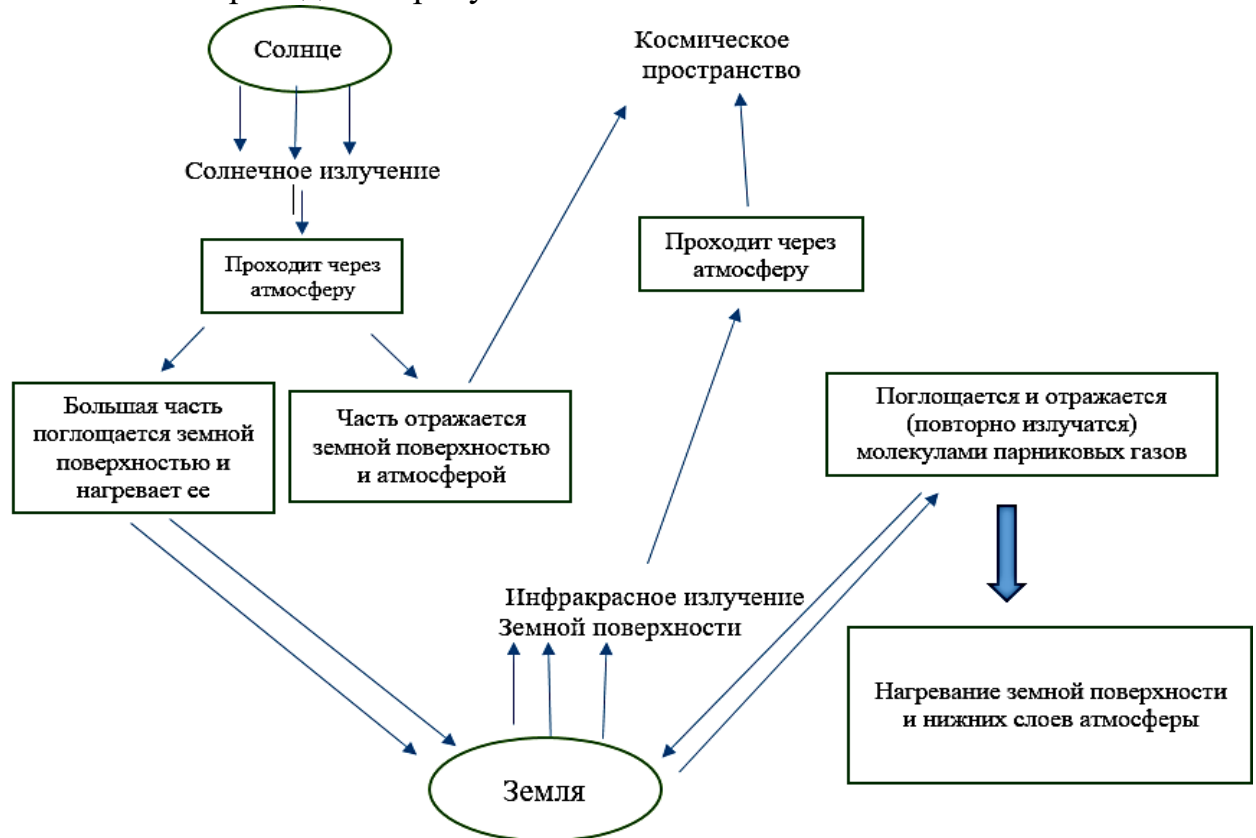 Солнце
Космическое
пространство
Солнечное излучение
Проходит через
атмосферу
Проходит через
атмосферу
Большая часть
поглощается земной
поверхностью и
нагревает ее
Часть отражается
земной поверхностью
и атмосферой
Поглощается и отражается
(повторно излучатся)
молекулами парниковых газов
Инфракрасное излучение
Земной поверхности
Нагревание земной поверхности
и нижних слоев атмосферы
Земля